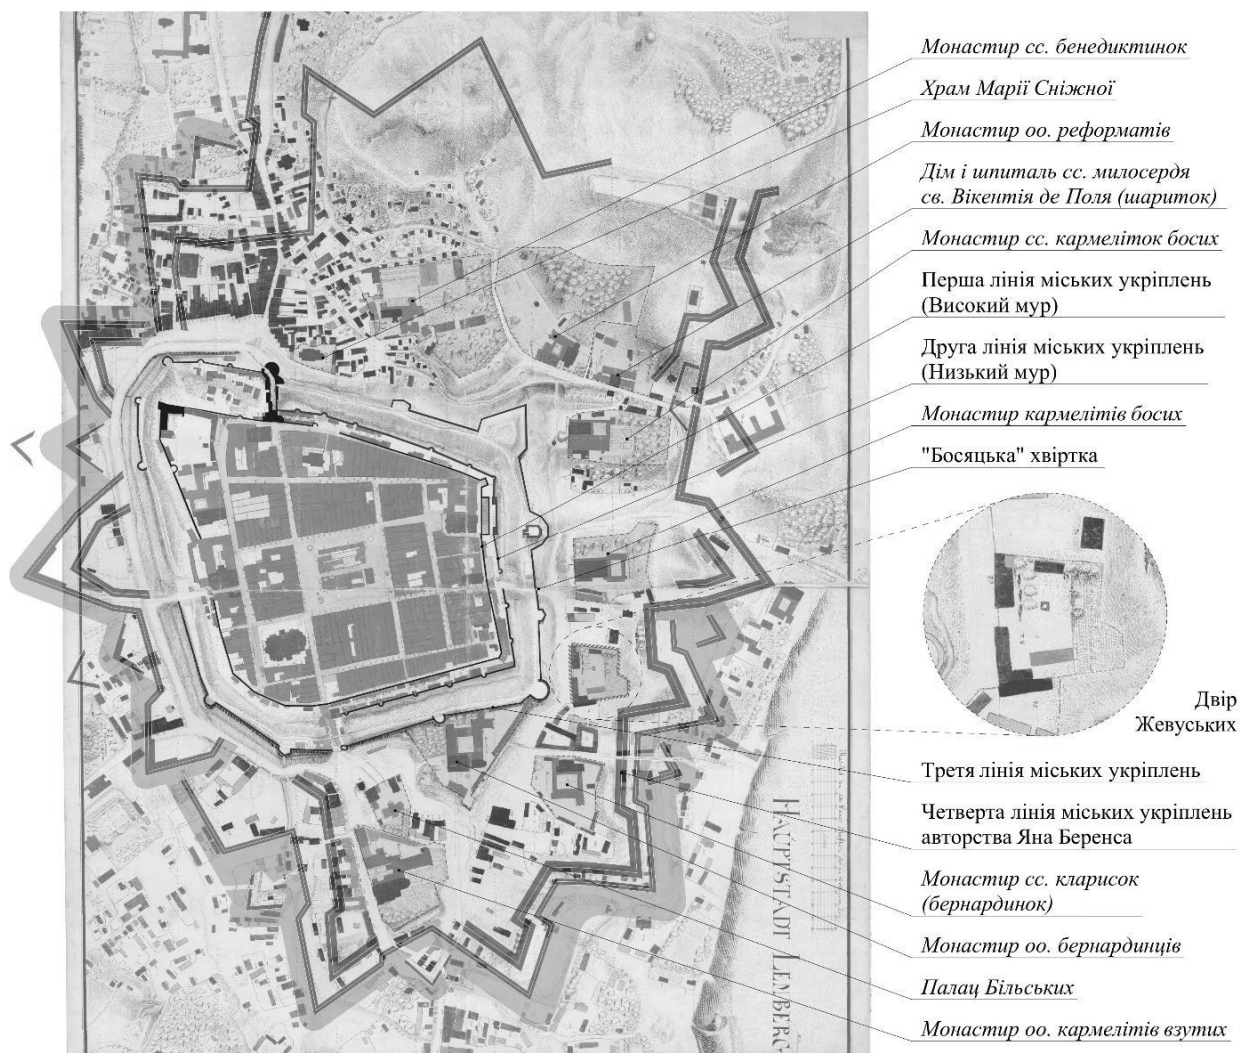 Монастир сс. бенедиктинок
Храм Марії Сніжної
Монастир оо. реформатів
Дім і шпиталь сс. милосердя
св. Вікентія де Поля (шариток)
Монастир сс. кармеліток босих
Перша лінія міських укріплень
(Високий мур)
Друга лінія міських укріплень
(Низький мур)
Монастир кармелітів босих
"Босяцька" хвіртка
Двір
Жевуських
Третя лінія міських укріплень
Четверта лінія міських укріплень
авторства Яна Беренса
Монастир сс. кларисок
(бернардинок)
Монастир оо. бернардинців
Палац Більських
Монастир оо. кармелітів взутих
HAUPTSTADT LEMBERG